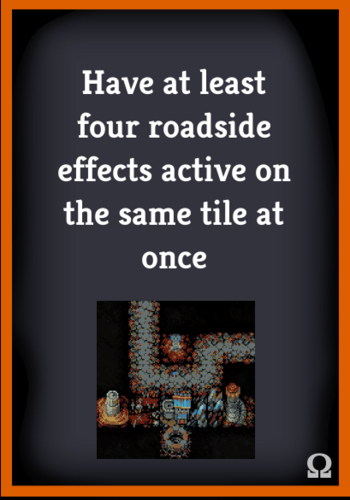 Have at least
four roadside
effects active on
the same tile at
once
Ω